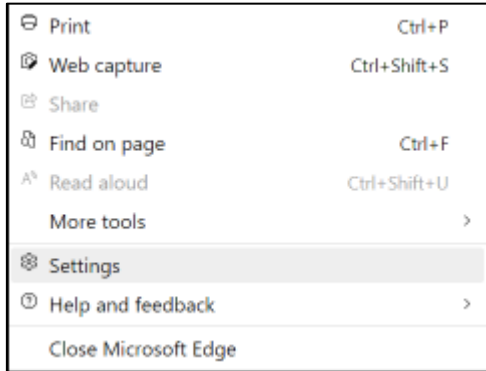 Print Ctrl+P
Web capture Ctrl+Shift+S
Share
Find on page Ctrl+F
Read aloud Ctrl+Shift+U
More tools
Settings
Help and feedback
Close Microsoft Edge